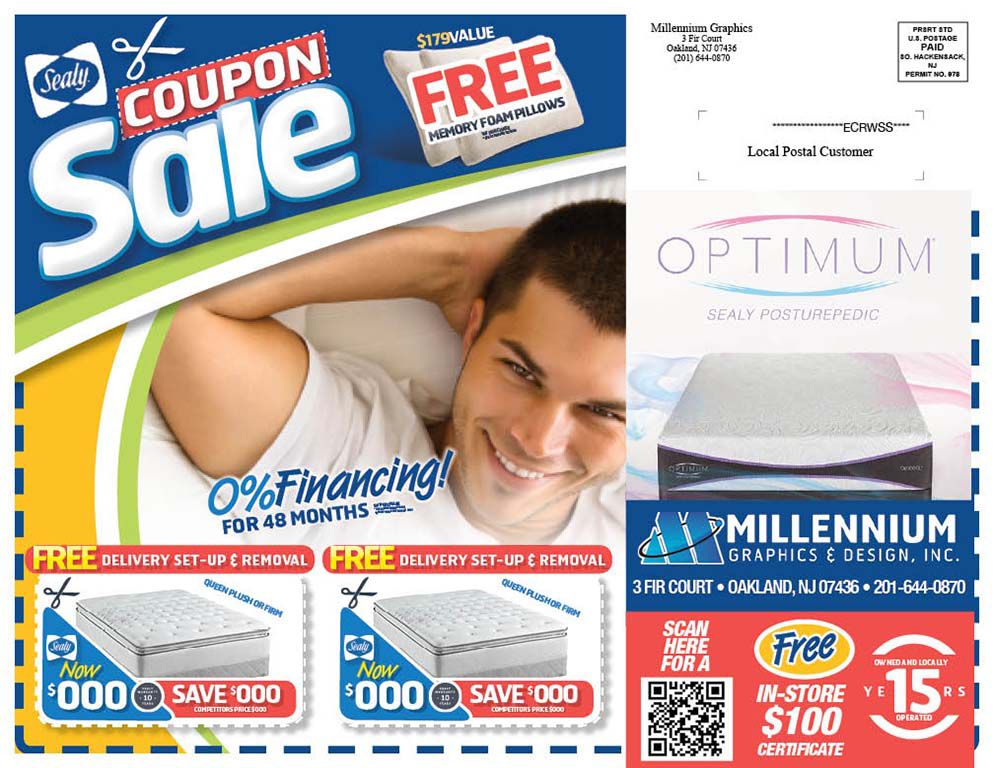 Sealy
COUPON
Sale
$179 VALUE
FREE
MEMORY FOAM PILLOWS
Millennium Graphics
3 Fir Court
Oakland, NJ 07436
(201) 644-0870
PRSRT STD
U.S. POSTAGE
PAID
SO. HACKENSACK,
NJ
PERMIT NO. 978
*****************ECRWSS****
Local Postal Customer
OPTIMUM
SEALY POSTUREPEDIC
OPTIMUM
0% Financing!
FOR 48 MONTHS
FREE DELIVERY SET-UP & REMOVAL
QUEEN PLUSH OR FIRM
Sealy
Now
$000
10
SAVE $000
COMPETITORS PRICE $000
FREE DELIVERY SET-UP & REMOVAL
QUEEN PLUSH OR FIRM
Sealy
Now
$000
10
SAVE $000
COMPETITORS PRICE $000
MILLENNIUM
GRAPHICS & DESIGN, INC.
3 FIR COURT • OAKLAND, NJ 07436 • 201-644-0870
SCAN
HERE
FOR A
Free
IN-STORE
$100
CERTIFICATE
OWNED AND LOCALLY
15 YEARS
OPERATED